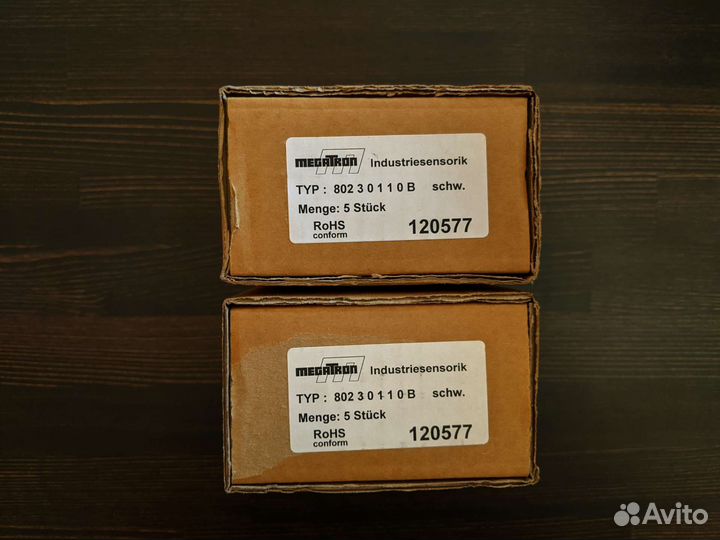 MEGATRON Industriesensorik
TYP : 802 3 0 1 1 0 B schw.
Menge: 5 Stück
RoHS
conform
120577
MEGATRON Industriesensorik
TYP : 802 3 0 1 1 0 B schw.
Menge: 5 Stück
RoHS
conform
120577
Avito